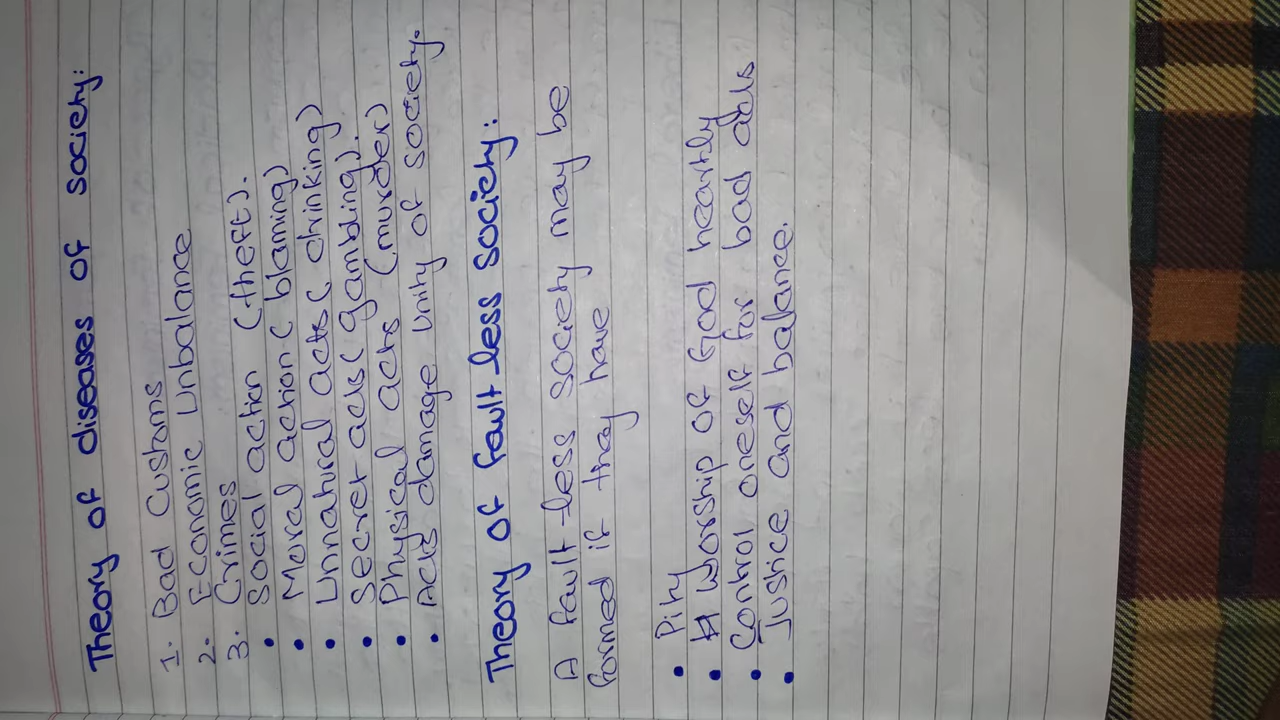 Theory of diseases of society:
1. Bad Customs
2. Economic Unbalance
3. Crimes
• Social action (theft).
• Moral action ( blaming)
• Unnatural acts ( drinking)
• Secret acts ( gambling).
• Physical acts (murder)
• Acts damage unity of society.
Theory of fault less society:
A fault-less society may be
formed if they have
• Pity
• Worship of God heartly
• Control oneself for bad acts
• Justice and balance.